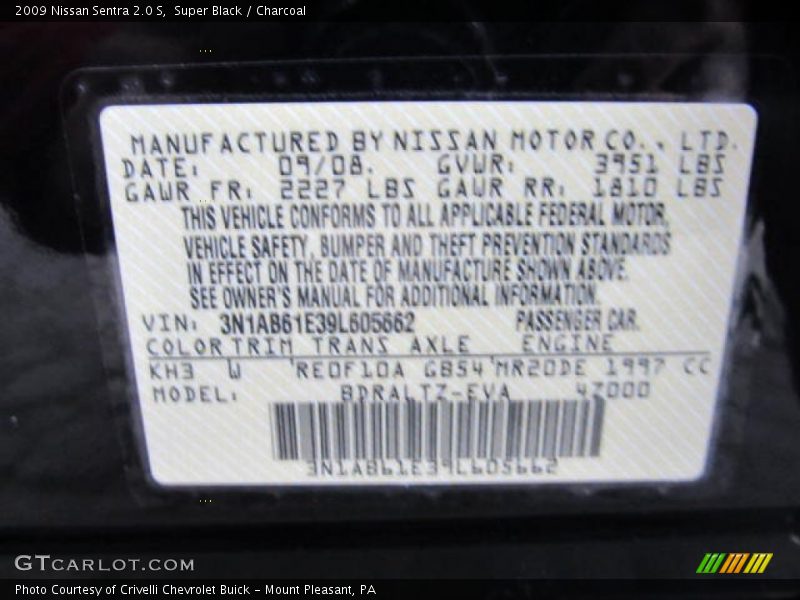 2009 Nissan Sentra 2.0 S,  Super Black / Charcoal
MANUFACTURED BY NISSAN MOTOR CO., LTD.
DATE: 09/08. GVWR: 3951 LBS
GAWR FR: 2227 LBS GAWR RR: 1810 LBS
THIS VEHICLE CONFORMS TO ALL APPLICABLE FEDERAL MOTOR
VEHICLE SAFETY, BUMPER AND THEFT PREVENTION STANDARDS
IN EFFECT ON THE DATE OF MANUFACTURE SHOWN ABOVE.
SEE OWNER'S MANUAL FOR ADDITIONAL INFORMATION.
VIN: 3N1AB61E39L605662 PASSENGER CAR.
COLOR TRIM TRANS AXLE ENGINE
KH3 W RE0F10A GB54 MR20DE 1997 CC
MODEL: BDRALTZ-EVA 47000
3N1AB61E39L605662
GTCARLOT.COM
Photo Courtesy of Crivelli Chevrolet Buick – Mount Pleasant, PA